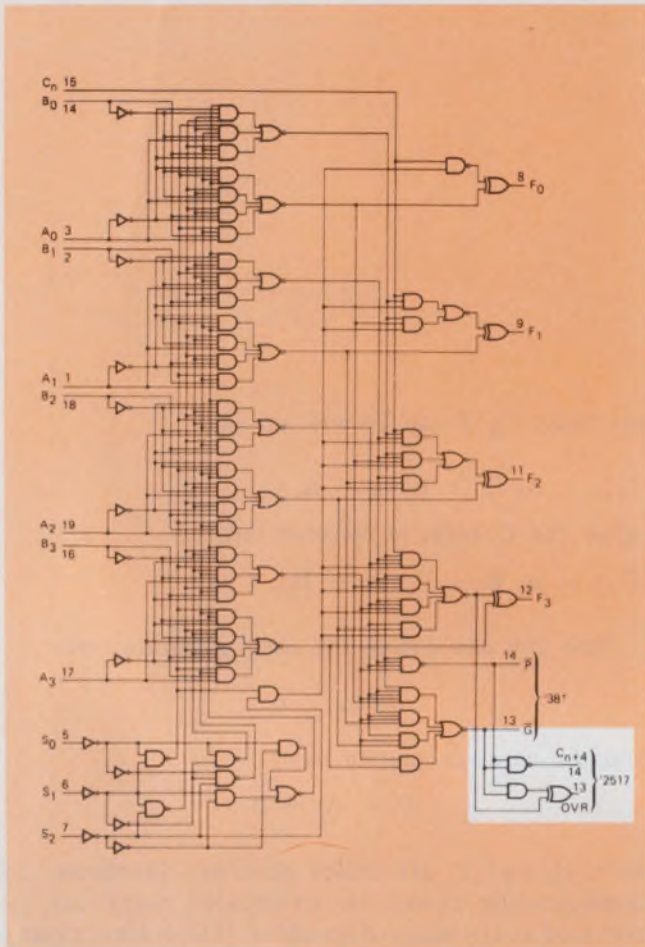 Cn 15
B0 14
A0 3
B1 2
A1 1
B2 18
A2 19
B3 16
A3 17
S0 5
S1 6
S2 7
8 F0
9 F1
11 F2
12 F3
14 P̅
13 G̅
'381
Cn+4
14
13
OVR
'2517